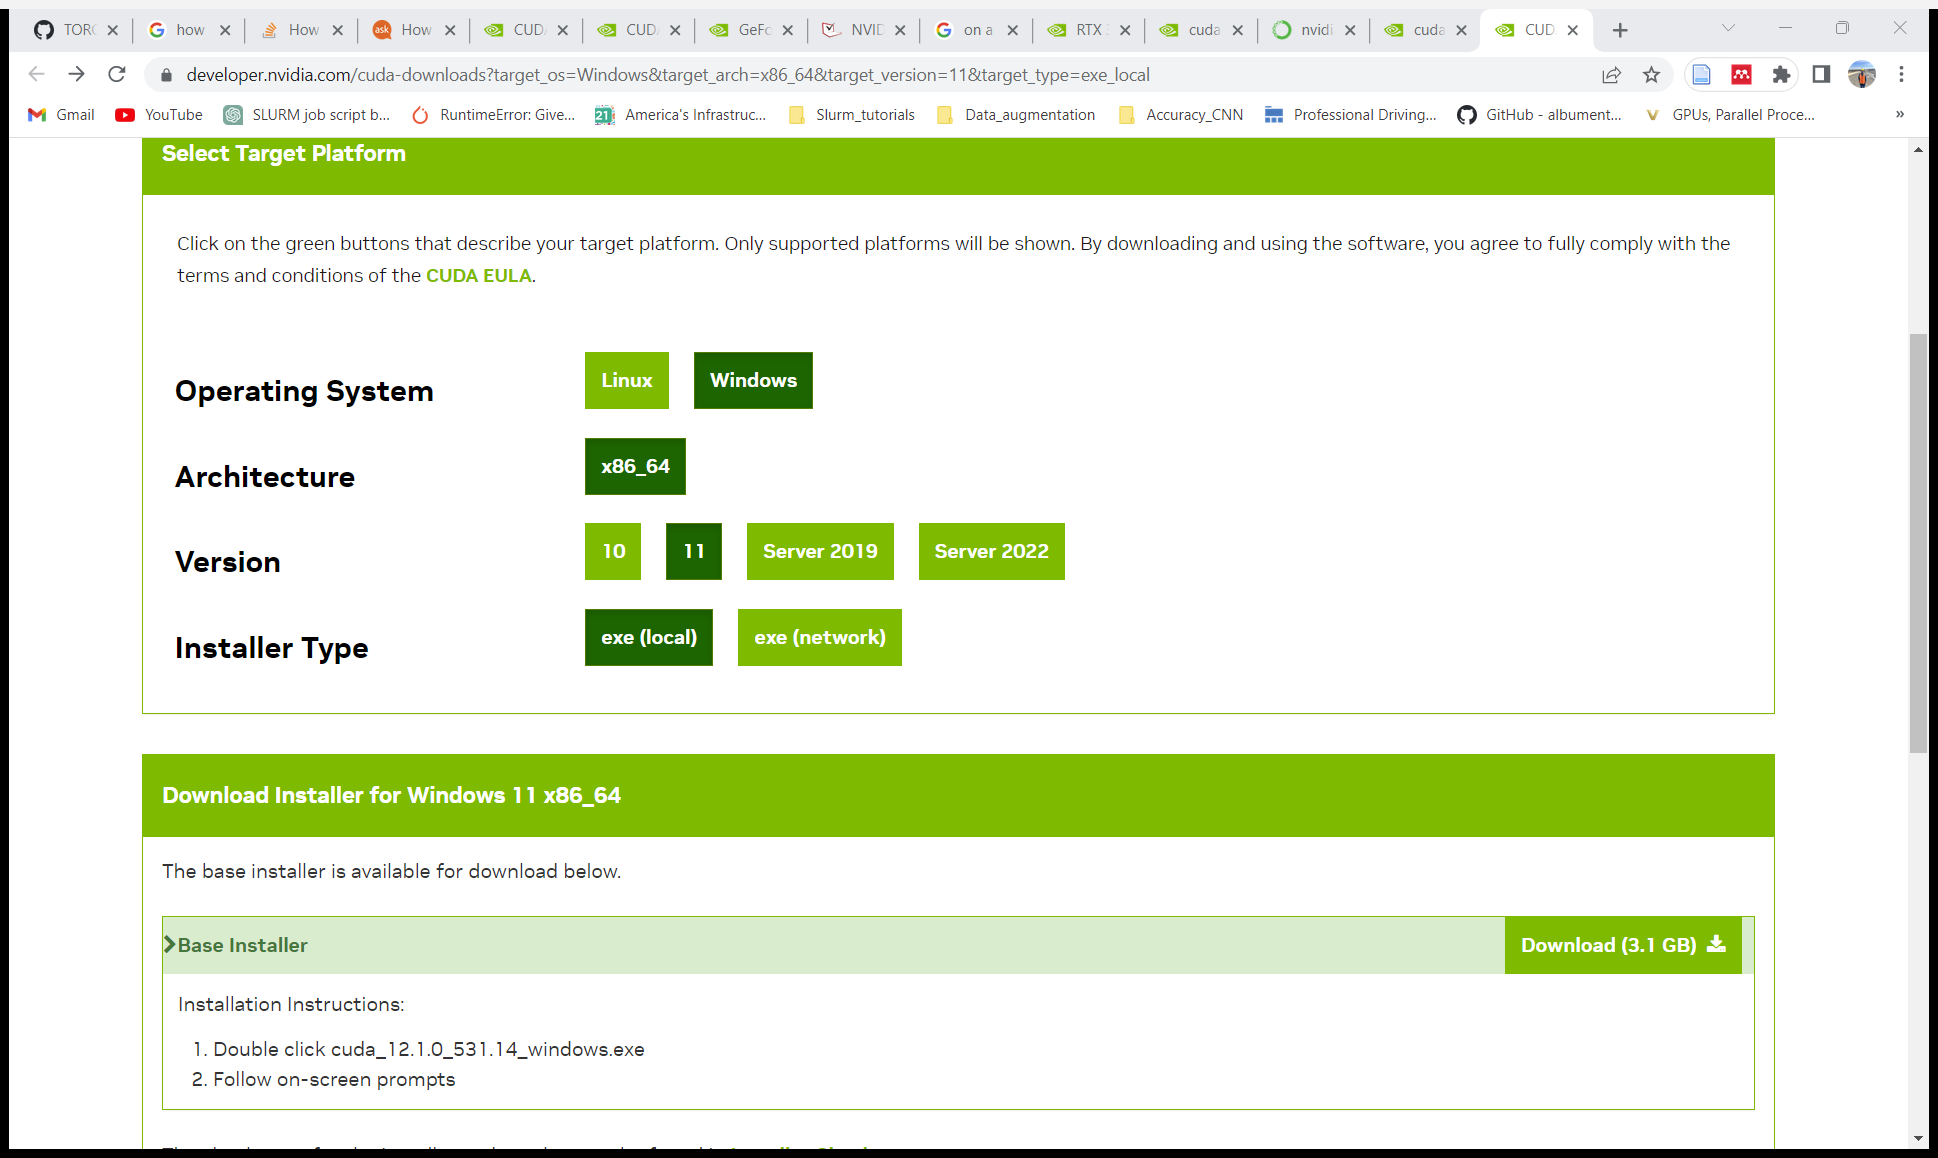 TORC
how
How
How
CUD
CUD
GeFo
NVID
on a
RTX
cuda
nvidi
cuda
CUD
developer.nvidia.com/cuda-downloads?target_os=Windows&target_arch=x86_64&target_version=11&target_type=exe_local
Gmail
YouTube
SLURM job script b...
RuntimeError: Give...
21
America's Infrastruc...
Slurm_tutorials
Data_augmentation
Accuracy_CNN
Professional Driving...
GitHub - albument...
GPUs, Parallel Proce...
»
Select Target Platform
Click on the green buttons that describe your target platform. Only supported platforms will be shown. By downloading and using the software, you agree to fully comply with the
terms and conditions of the CUDA EULA.
Operating System
Linux
Windows
Architecture
x86_64
Version
10
11
Server 2019
Server 2022
Installer Type
exe (local)
exe (network)
Download Installer for Windows 11 x86_64
The base installer is available for download below.
Base Installer
Download (3.1 GB)
Installation Instructions:
1. Double click cuda_12.1.0_531.14_windows.exe
2. Follow on-screen prompts